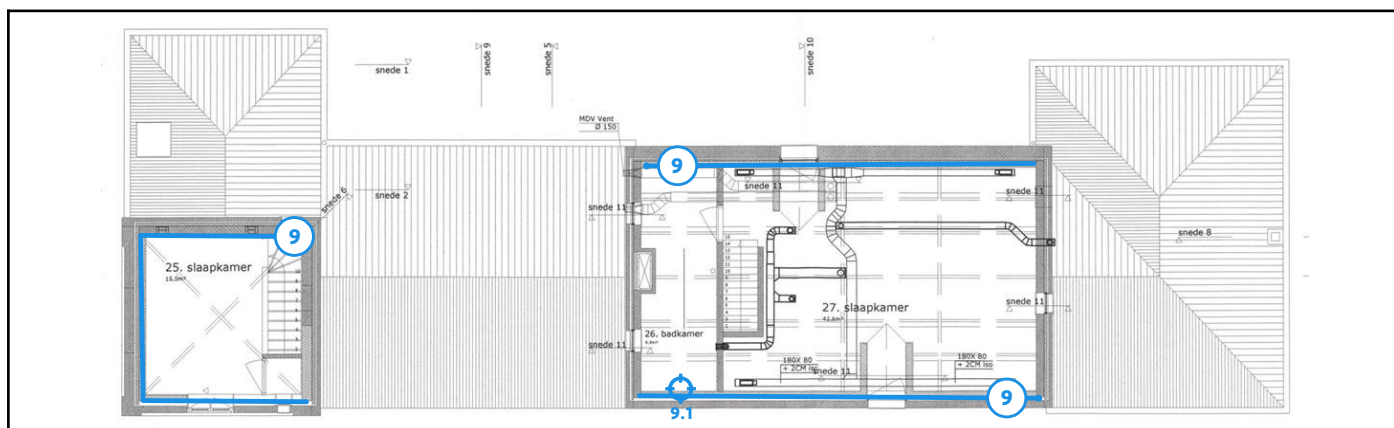 snede 1
snede 9
snede 5
snede 10
MDV Vent
Ø 150
9
snede 11
snede 6
snede 2
snede 11
snede 11
snede 8
9
25. slaapkamer
15.0m²
snede 11
27. slaapkamer
42.6m²
26. badkamer
snede 11
180X 80
+ 2CM iso
snede 11
180X 80
+ 2CM iso
9.1
9